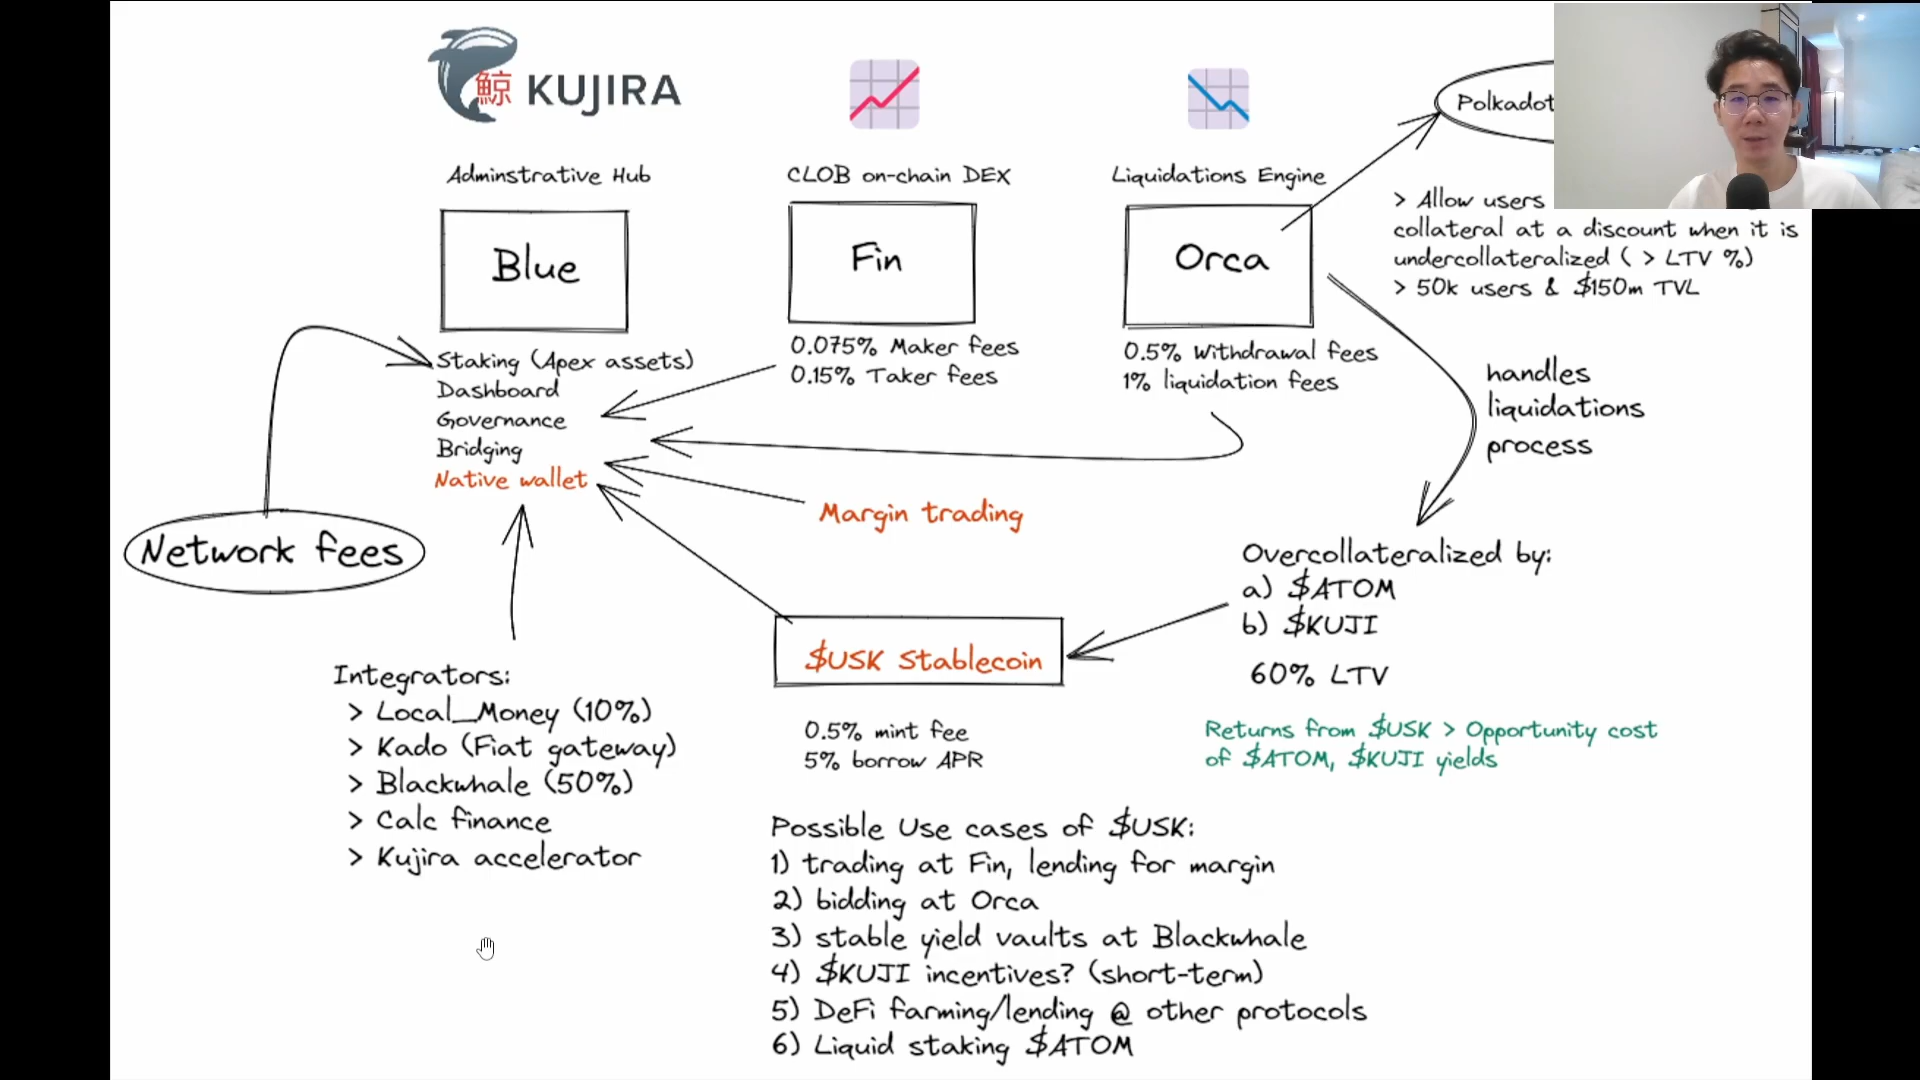 鯨 KUJIRA
Adminstrative Hub
Blue
Staking (Apex assets)
Dashboard
Governance
Bridging
Native wallet
Network fees
Integrators:
> Local_Money (10%)
> Kado (Fiat gateway)
> Blackwhale (50%)
> Calc finance
> Kujira accelerator
CLOB on-chain DEX
Fin
0.075% Maker fees
0.15% Taker fees
Margin trading
$USK Stablecoin
0.5% mint fee
5% borrow APR
Possible Use cases of $USK:
1) trading at Fin, lending for margin
2) bidding at Orca
3) stable yield vaults at Blackwhale
4) $KUJI incentives? (short-term)
5) DeFi farming/lending @ other protocols
6) Liquid staking $ATOM
Liquidations Engine
Orca
0.5% Withdrawal fees
1% liquidation fees
Polkadot
> Allow users
collateral at a discount when it is
undercollateralized ( > LTV %)
> 50k users & $150m TVL
handles
liquidations
process
Overcollateralized by:
a) $ATOM
b) $KUJI
60% LTV
Returns from $USK > Opportunity cost
of $ATOM, $KUJI yields